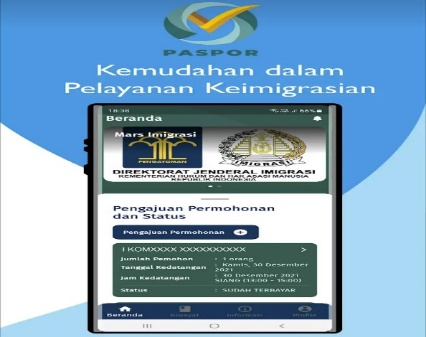 PASPOR
Kemudahan dalam
Pelayanan Keimigrasian
18:38
86%
Beranda
Mars Imigrasi
PENGAYOMAN
IMIGRASI
DIREKTORAT JENDERAL IMIGRASI
KEMENTERIAN HUKUM DAN HAK ASASI MANUSIA
REPUBLIK INDONESIA
Pengajuan Permohonan
dan Status
Pengajuan Permohonan +
I KOMXXXX XXXXXXXXXX >
Jumlah Pemohon : 1 orang
Tanggal Kedatangan : Kamis, 30 Desember
2021
Jam Kedatangan : 30 Desember 2021
SIANG (13:00 - 15:00)
Status : SUDAH TERBAYAR
Beranda
Riwayat
Informasi
Profile